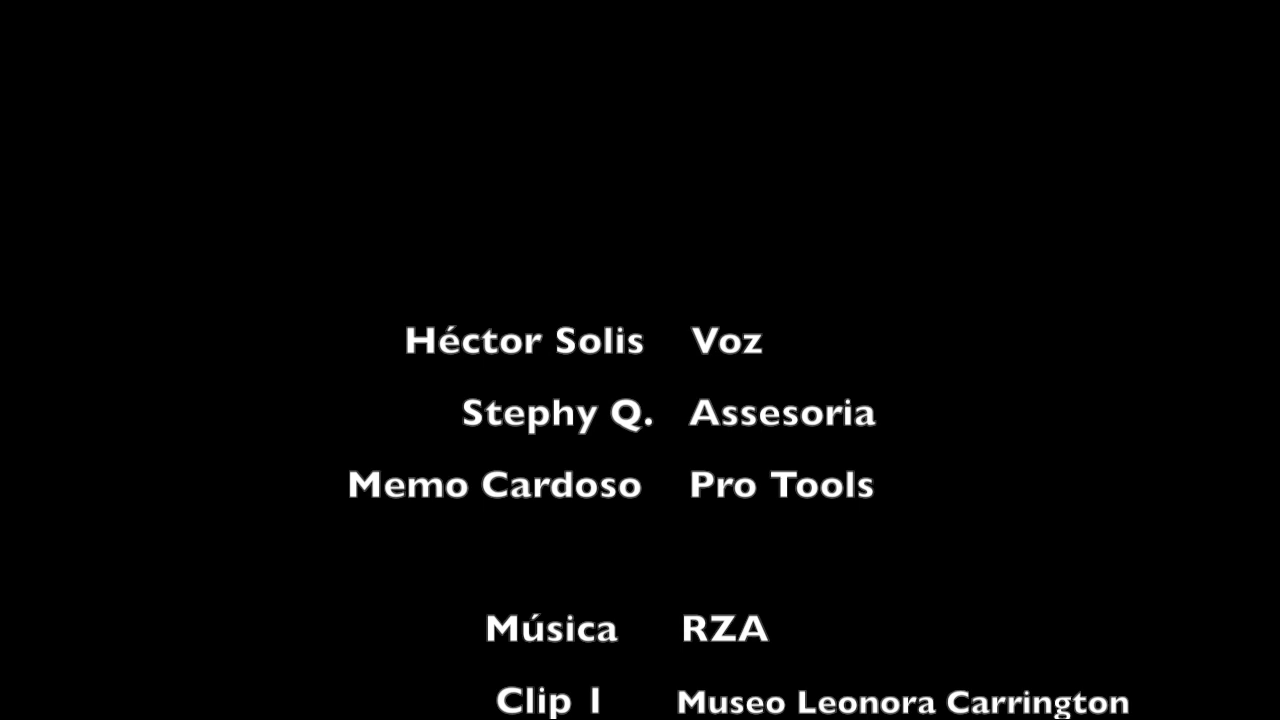 Héctor Solis Voz
Stephy Q. Assesoria
Memo Cardoso Pro Tools
Música RZA
Clip 1 Museo Leonora Carrington